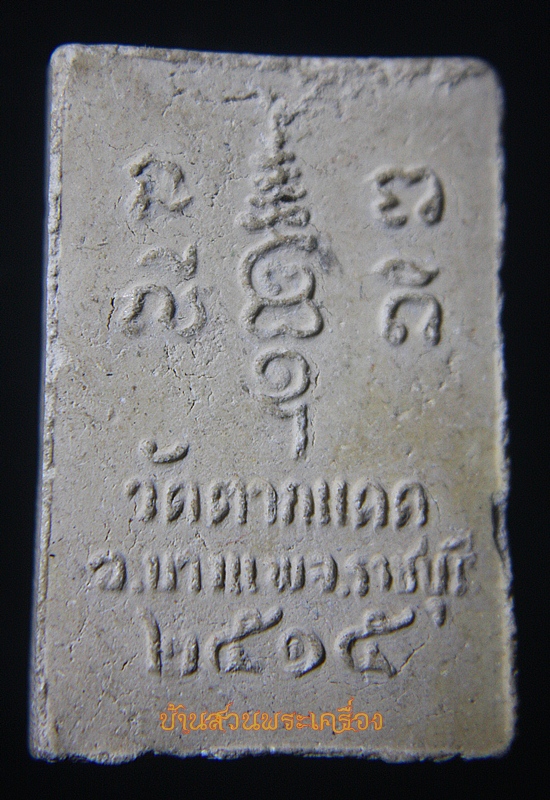 วัดตากแดด
อ.บางแพ จ.ราชบุรี
๒๕๑๕
บ้านสวนพระเครื่อง